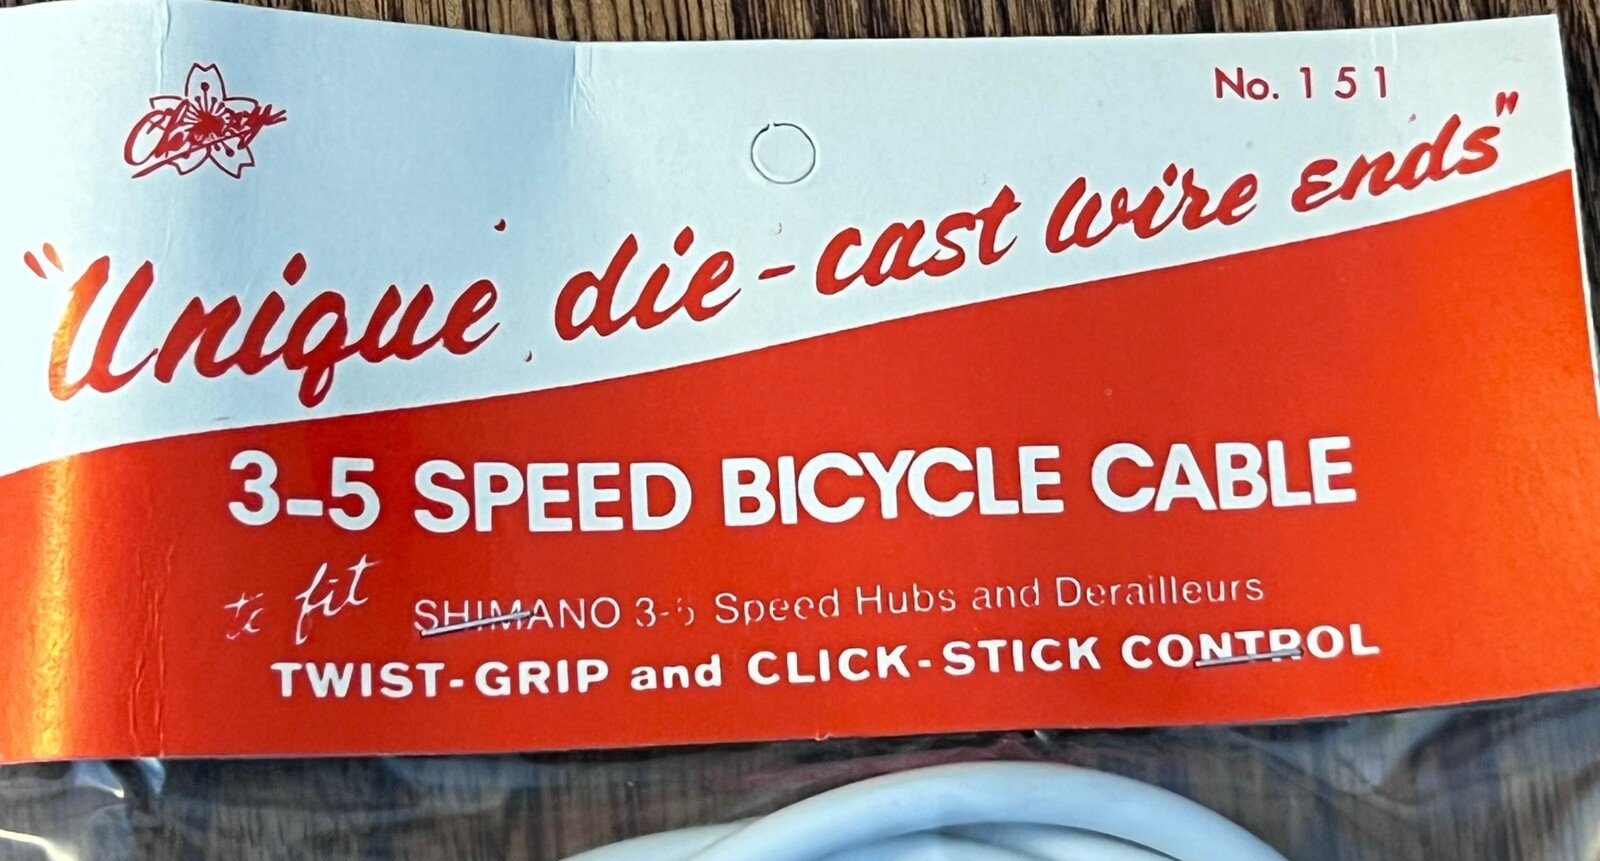 No. 151
"Unique die-cast wire ends"
3-5 SPEED BICYCLE CABLE
to fit SHIMANO 3-5 Speed Hubs and Derailleurs
TWIST-GRIP and CLICK-STICK CONTROL